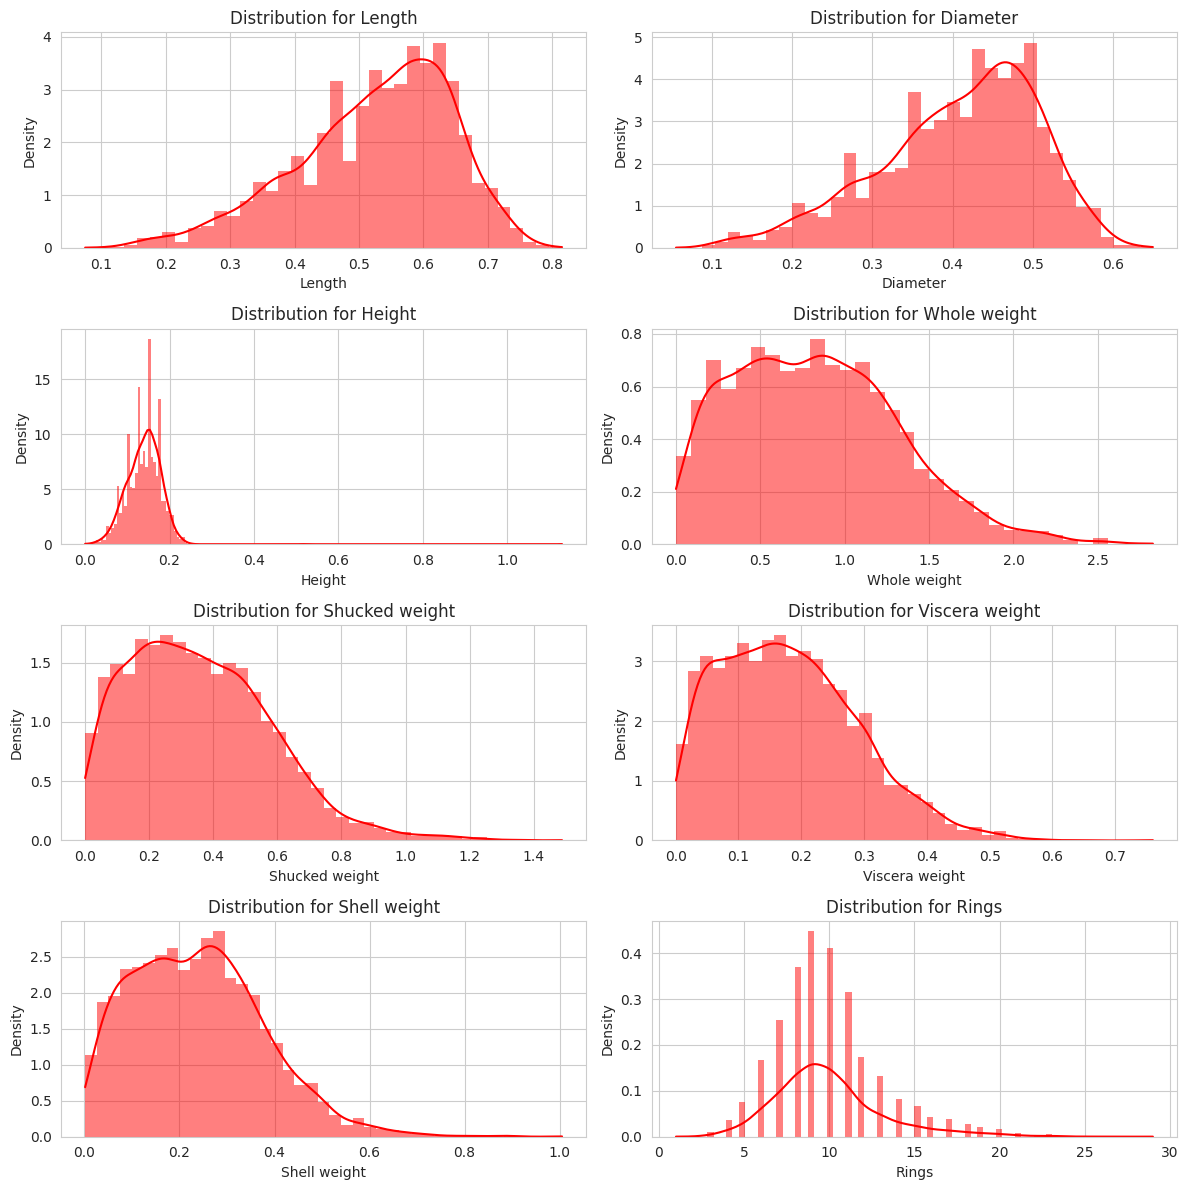 Distribution for Length
4
3
2
1
0
Density
0.1 0.2 0.3 0.4 0.5 0.6 0.7 0.8
Length
Distribution for Diameter
5
4
3
2
1
0
Density
0.1 0.2 0.3 0.4 0.5 0.6
Diameter
Distribution for Height
15
10
5
0
Density
0.0 0.2 0.4 0.6 0.8 1.0
Height
Distribution for Whole weight
0.8
0.6
0.4
0.2
0.0
Density
0.0 0.5 1.0 1.5 2.0 2.5
Whole weight
Distribution for Shucked weight
1.5
1.0
0.5
0.0
Density
0.0 0.2 0.4 0.6 0.8 1.0 1.2 1.4
Shucked weight
Distribution for Viscera weight
3
2
1
0
Density
0.0 0.1 0.2 0.3 0.4 0.5 0.6 0.7
Viscera weight
Distribution for Shell weight
2.5
2.0
1.5
1.0
0.5
0.0
Density
0.0 0.2 0.4 0.6 0.8 1.0
Shell weight
Distribution for Rings
0.4
0.3
0.2
0.1
0.0
Density
0 5 10 15 20 25 30
Rings